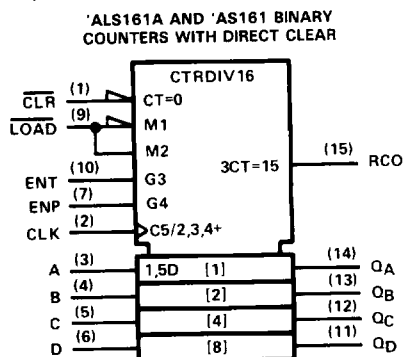 'ALS161A AND 'AS161 BINARY
COUNTERS WITH DIRECT CLEAR
CTRDIV16
CLR (1) CT=0
LOAD (9) M1
M2
3CT=15 (15) RCO
ENT (10) G3
ENP (7) G4
CLK (2) C5/2,3,4+
A (3) 1,5D [1] (14) QA
B (4) [2] (13) QB
C (5) [4] (12) QC
D (6) [8] (11) QD